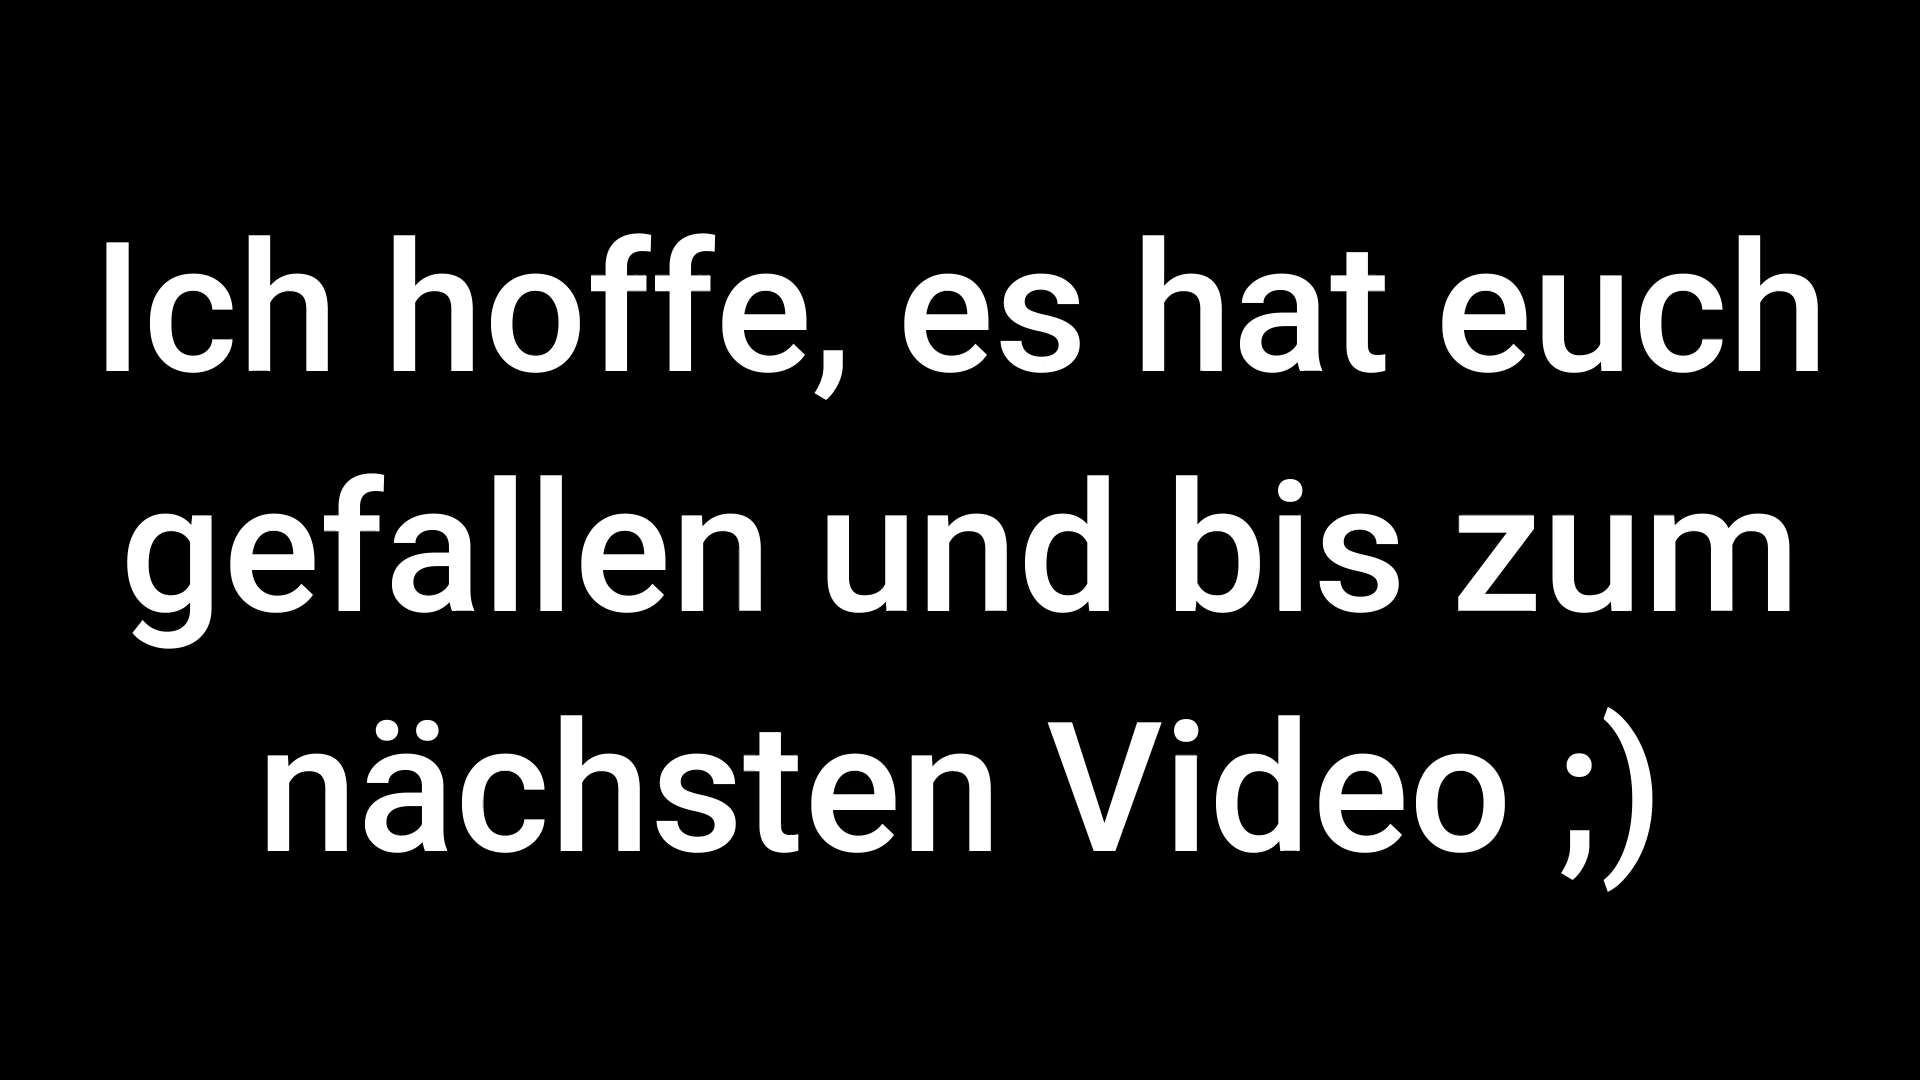 Ich hoffe, es hat euch
gefallen und bis zum
nächsten Video ;)